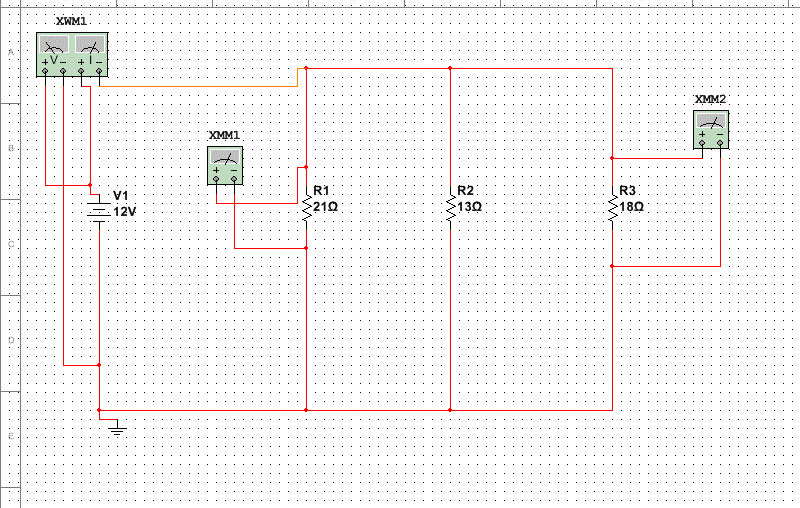 XWM1
V
I
A
XMM2
XMM1
B
V1
12V
R1
21Ω
R2
13Ω
R3
18Ω
C
D
E